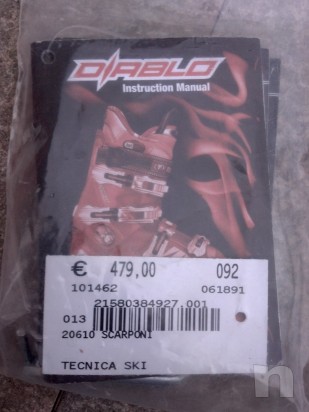 DIABLO
Instruction Manual
€ 479,00 092
101462 061891
21580384927.001
013
20610 SCARPONI
TECNICA SKI
n